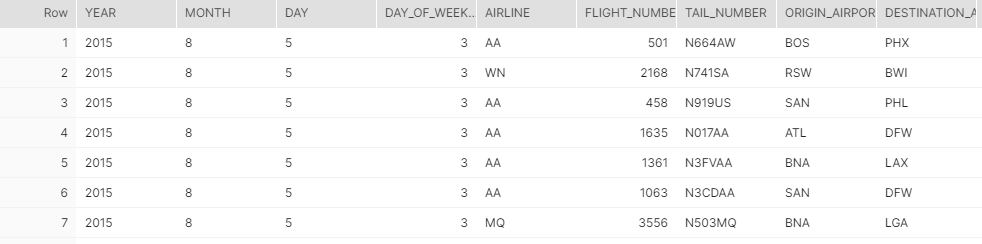 Row YEAR MONTH DAY DAY_OF_WEEK... AIRLINE FLIGHT_NUMBE TAIL_NUMBER ORIGIN_AIRPOR DESTINATION_A
1 2015 8 5 3 AA 501 N664AW BOS PHX
2 2015 8 5 3 WN 2168 N741SA RSW BWI
3 2015 8 5 3 AA 458 N919US SAN PHL
4 2015 8 5 3 AA 1635 N017AA ATL DFW
5 2015 8 5 3 AA 1361 N3FVAA BNA LAX
6 2015 8 5 3 AA 1063 N3CDAA SAN DFW
7 2015 8 5 3 MQ 3556 N503MQ BNA LGA